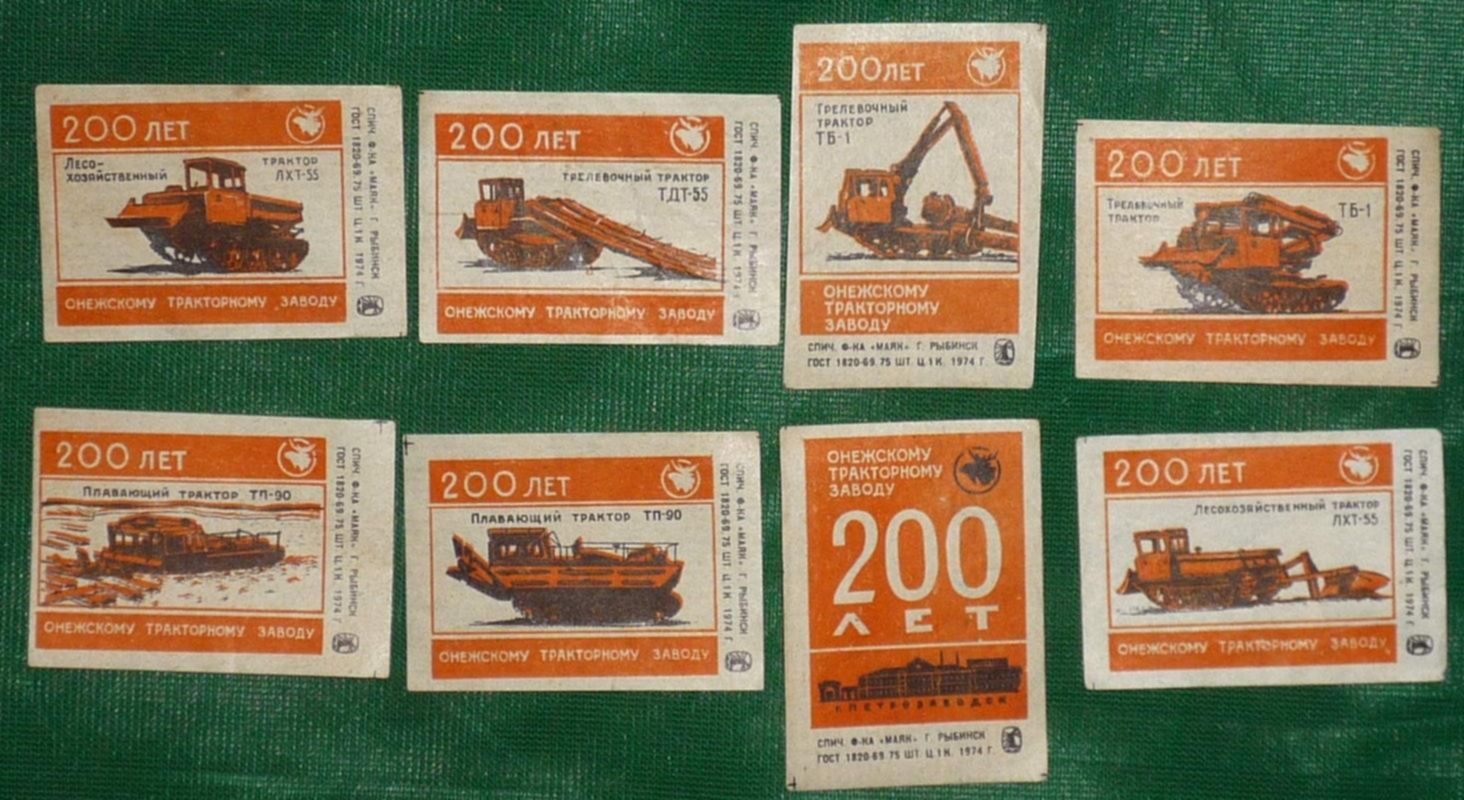 200 ЛЕТ
ЛЕСО-
ХОЗЯЙСТВЕННЫЙ
ТРАКТОР
ЛХТ-55
ОНЕЖСКОМУ ТРАКТОРНОМУ ЗАВОДУ
СПИЧ. Ф-КА «МАЯК» Г. РЫБИНСК
ГОСТ 1820-69. 75 ШТ. Ц. 1 К. 1974 Г.
200 ЛЕТ
ТРЕЛЕВОЧНЫЙ ТРАКТОР
ТДТ-55
ОНЕЖСКОМУ ТРАКТОРНОМУ ЗАВОДУ
СПИЧ. Ф-КА «МАЯК» Г. РЫБИНСК
ГОСТ 1820-69. 75 ШТ. Ц. 1 К. 1974 Г.
200 ЛЕТ
ТРЕЛЕВОЧНЫЙ
ТРАКТОР
ТБ-1
ОНЕЖСКОМУ
ТРАКТОРНОМУ
ЗАВОДУ
СПИЧ. Ф-КА «МАЯК» Г. РЫБИНСК
ГОСТ 1820-69. 75 ШТ. Ц. 1 К. 1974 Г.
200 ЛЕТ
ТРЕЛЕВОЧНЫЙ
ТРАКТОР
ТБ-1
ОНЕЖСКОМУ ТРАКТОРНОМУ ЗАВОДУ
СПИЧ. Ф-КА «МАЯК» Г. РЫБИНСК
ГОСТ 1820-69. 75 ШТ. Ц. 1 К. 1974 Г.
200 ЛЕТ
ПЛАВАЮЩИЙ ТРАКТОР ТП-90
ОНЕЖСКОМУ ТРАКТОРНОМУ ЗАВОДУ
СПИЧ. Ф-КА «МАЯК» Г. РЫБИНСК
ГОСТ 1820-69. 75 ШТ. Ц. 1 К. 1974 Г.
200 ЛЕТ
ПЛАВАЮЩИЙ ТРАКТОР ТП-90
ОНЕЖСКОМУ ТРАКТОРНОМУ ЗАВОДУ
СПИЧ. Ф-КА «МАЯК» Г. РЫБИНСК
ГОСТ 1820-69. 75 ШТ. Ц. 1 К. 1974 Г.
ОНЕЖСКОМУ
ТРАКТОРНОМУ
ЗАВОДУ
200
ЛЕТ
Г. ПЕТРОЗАВОДСК
СПИЧ. Ф-КА «МАЯК» Г. РЫБИНСК
ГОСТ 1820-69. 75 ШТ. Ц. 1 К. 1974 Г.
200 ЛЕТ
ЛЕСОХОЗЯЙСТВЕННЫЙ ТРАКТОР
ЛХТ-55
ОНЕЖСКОМУ ТРАКТОРНОМУ ЗАВОДУ
СПИЧ. Ф-КА «МАЯК» Г. РЫБИНСК
ГОСТ 1820-69. 75 ШТ. Ц. 1 К. 1974 Г.